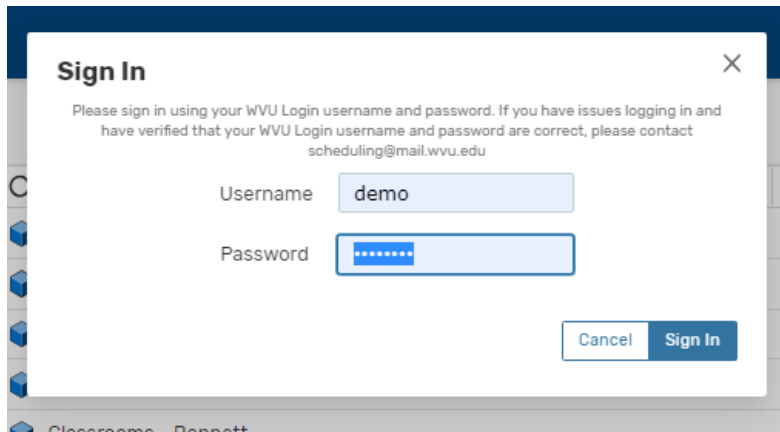 Sign In
Please sign in using your WVU Login username and password. If you have issues logging in and
have verified that your WVU Login username and password are correct, please contact
scheduling@mail.wvu.edu
Username demo
Password ••••••••
Cancel Sign In
Classrooms - Bennett